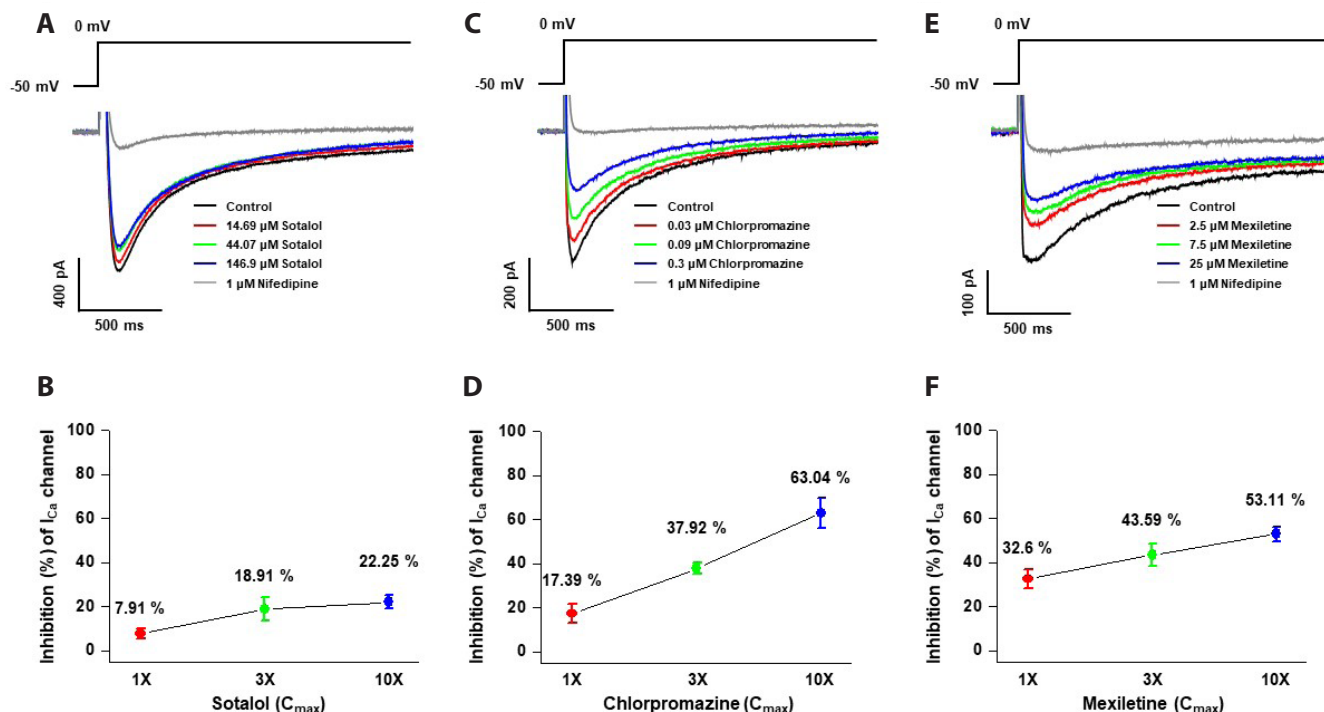 A
0 mV
-50 mV
Control
14.69 µM Sotalol
44.07 µM Sotalol
146.9 µM Sotalol
1 µM Nifedipine
400 pA
500 ms
C
0 mV
-50 mV
Control
0.03 µM Chlorpromazine
0.09 µM Chlorpromazine
0.3 µM Chlorpromazine
1 µM Nifedipine
200 pA
500 ms
E
0 mV
-50 mV
Control
2.5 µM Mexiletine
7.5 µM Mexiletine
25 µM Mexiletine
1 µM Nifedipine
100 pA
500 ms
B
Inhibition (%) of ICa channel
100
80
60
40
20
0
7.91 %
18.91 %
22.25 %
1X 3X 10X
Sotalol (Cmax)
D
Inhibition (%) of ICa channel
100
80
60
40
20
0
17.39 %
37.92 %
63.04 %
1X 3X 10X
Chlorpromazine (Cmax)
F
Inhibition (%) of ICa channel
100
80
60
40
20
0
32.6 %
43.59 %
53.11 %
1X 3X 10X
Mexiletine (Cmax)